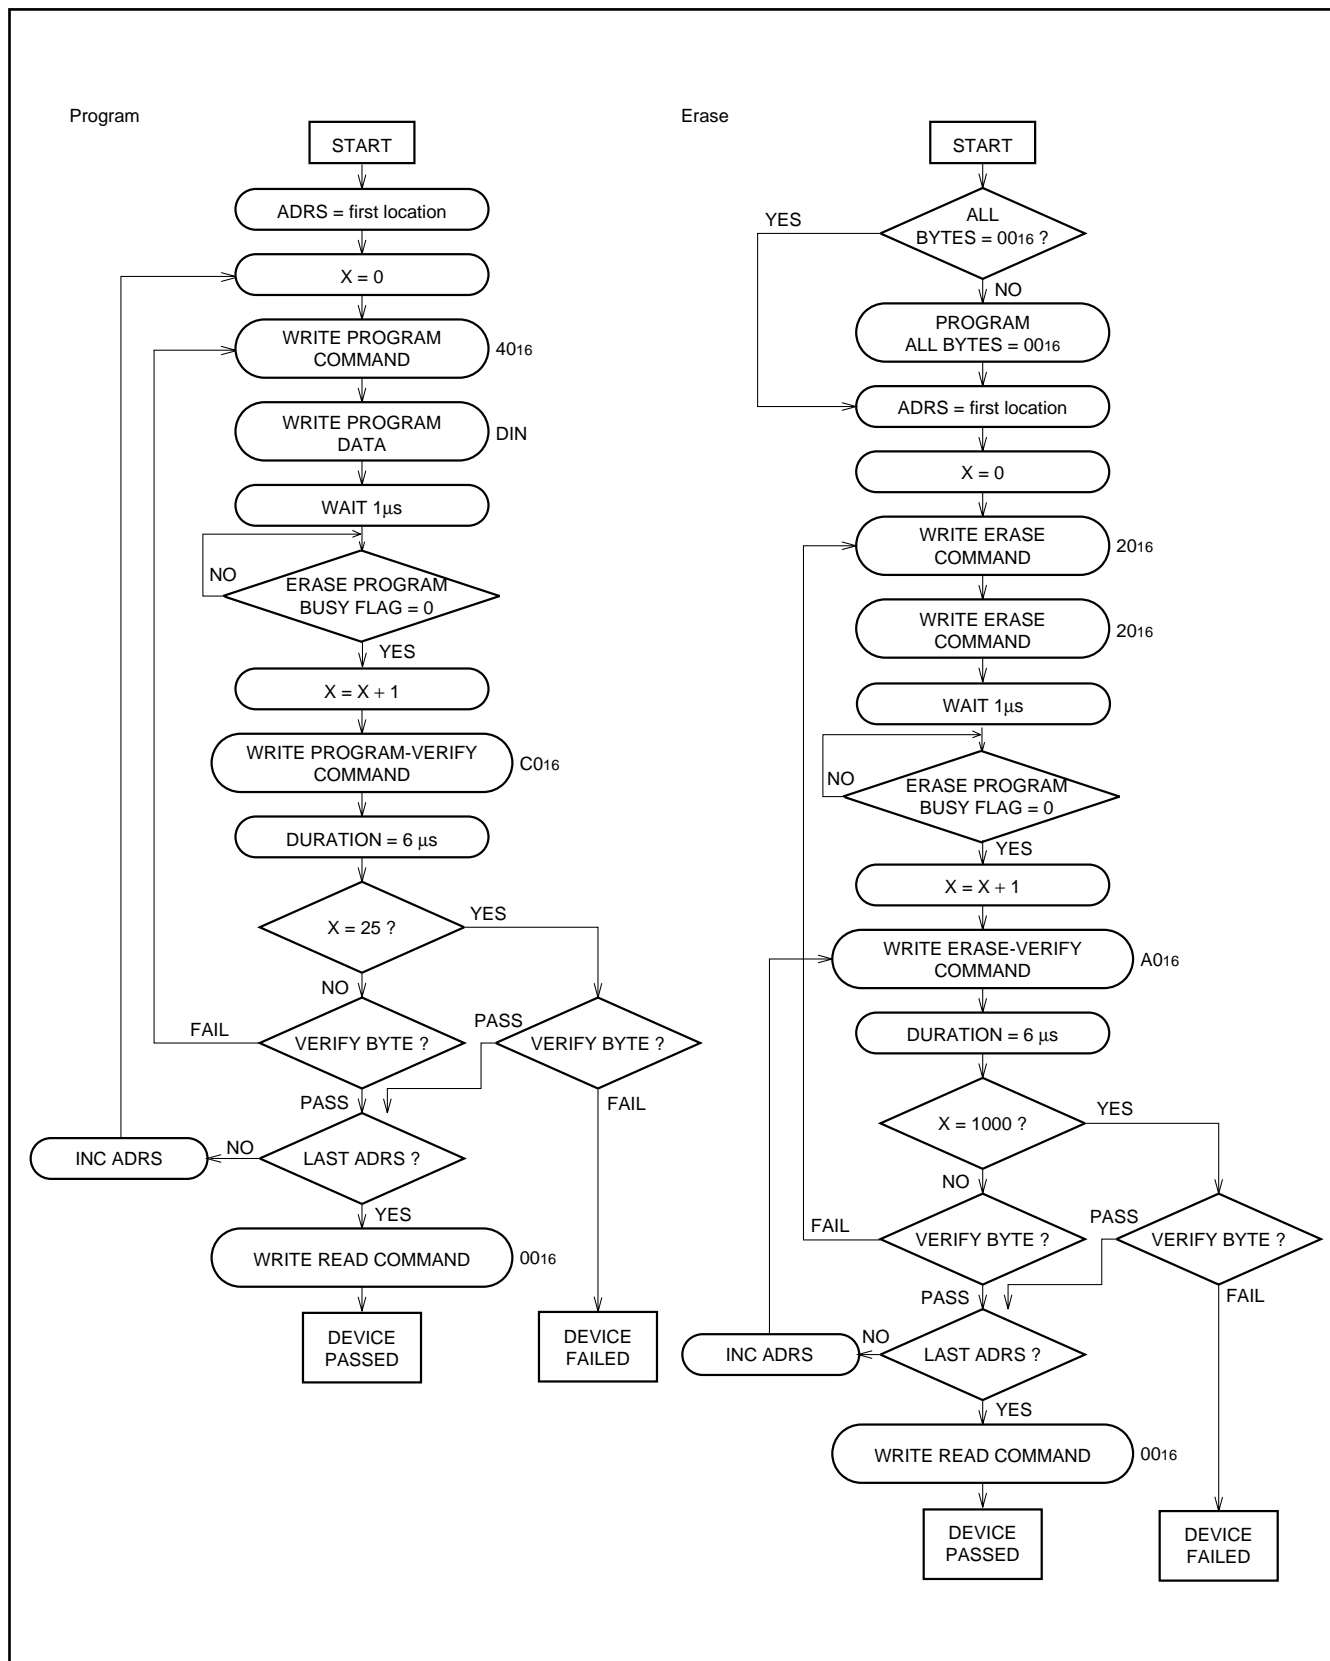 Program
START
ADRS = first location
X = 0
WRITE PROGRAM
COMMAND
4016
WRITE PROGRAM
DATA
DIN
WAIT 1μs
NO
ERASE PROGRAM
BUSY FLAG = 0
YES
X = X + 1
WRITE PROGRAM-VERIFY
COMMAND
C016
DURATION = 6 μs
X = 25 ?
YES
NO
FAIL
VERIFY BYTE ?
PASS
VERIFY BYTE ?
PASS
FAIL
INC ADRS
NO
LAST ADRS ?
YES
WRITE READ COMMAND
0016
DEVICE
PASSED
DEVICE
FAILED
Erase
START
YES
ALL
BYTES = 0016 ?
NO
PROGRAM
ALL BYTES = 0016
ADRS = first location
X = 0
WRITE ERASE
COMMAND
2016
WRITE ERASE
COMMAND
2016
WAIT 1μs
NO
ERASE PROGRAM
BUSY FLAG = 0
YES
X = X + 1
WRITE ERASE-VERIFY
COMMAND
A016
DURATION = 6 μs
X = 1000 ?
YES
NO
FAIL
VERIFY BYTE ?
PASS
VERIFY BYTE ?
PASS
FAIL
INC ADRS
NO
LAST ADRS ?
YES
WRITE READ COMMAND
0016
DEVICE
PASSED
DEVICE
FAILED